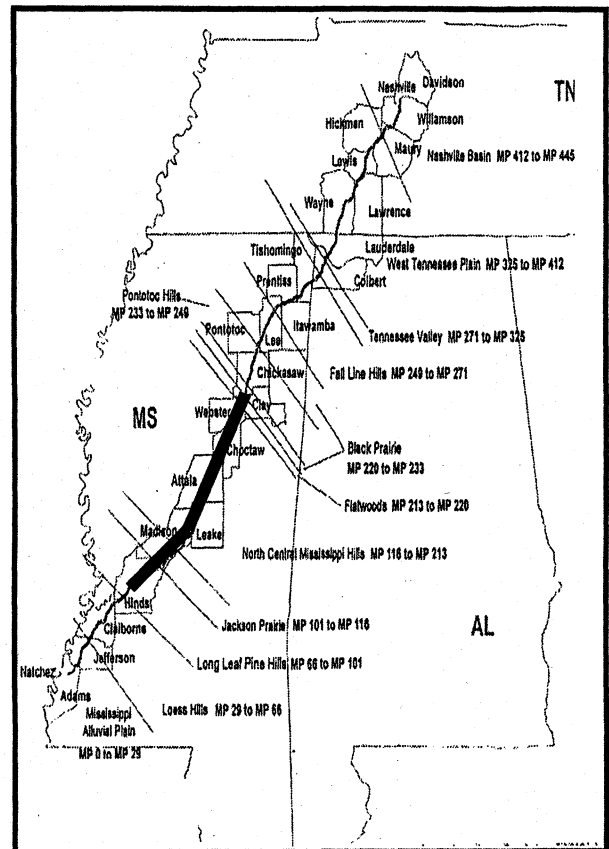 Nashville
Davidson
TN
Hickman
Williamson
Lewis
Maury
Nashville Basin MP 412 to MP 445
Wayne
Lawrence
Tishomingo
Lauderdale
West Tennessee Plain MP 325 to MP 412
Colbert
Prentiss
Pontotoc Hills
MP 233 to MP 249
Pontotoc
Itawamba
Lee
Tennessee Valley MP 271 to MP 325
Chickasaw
Fall Line Hills MP 249 to MP 271
Webster
Clay
MS
Choctaw
Black Prairie
MP 220 to MP 233
Attala
Flatwoods MP 213 to MP 220
Madison
Leake
North Central Mississippi Hills MP 116 to MP 213
Hinds
AL
Claiborne
Jackson Prairie MP 101 to MP 116
Jefferson
Long Leaf Pine Hills MP 66 to MP 101
Natchez
Adams
Loess Hills MP 29 to MP 66
Mississippi
Alluvial Plain
MP 0 to MP 29